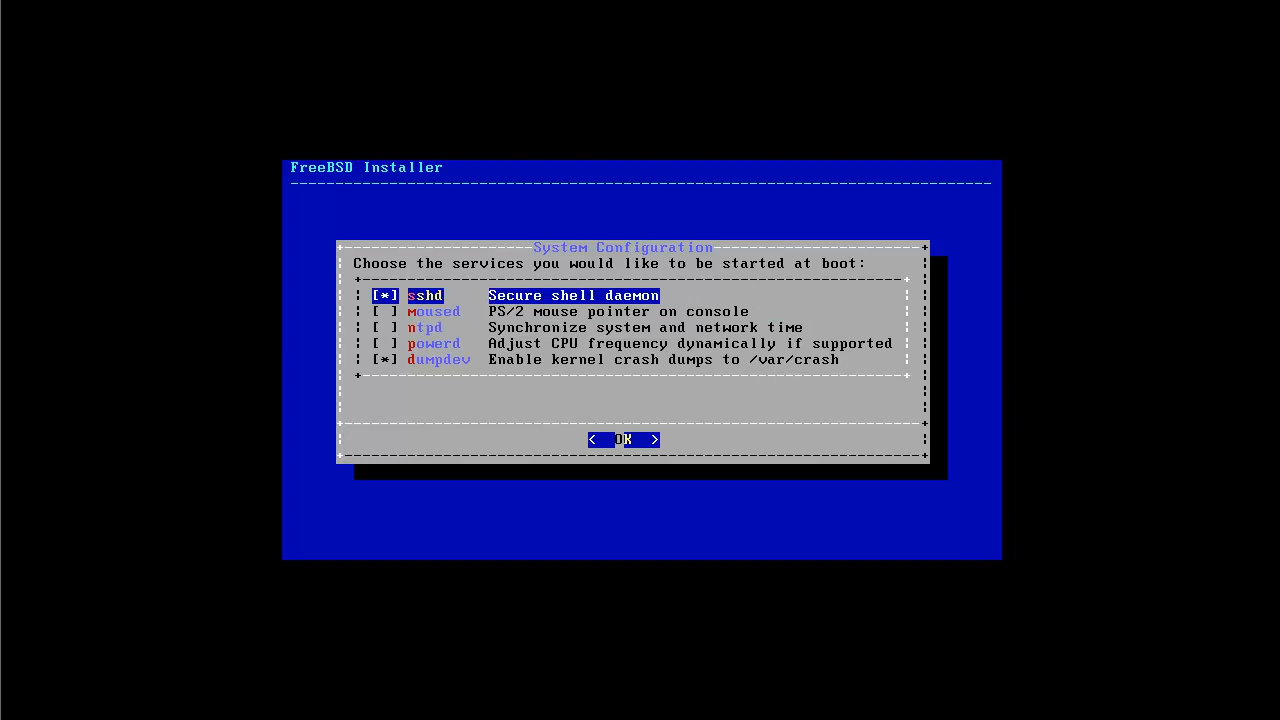 FreeBSD Installer
System Configuration
Choose the services you would like to be started at boot:
[*] sshd Secure shell daemon
[ ] moused PS/2 mouse pointer on console
[ ] ntpd Synchronize system and network time
[ ] powerd Adjust CPU frequency dynamically if supported
[*] dumpdev Enable kernel crash dumps to /var/crash
< OK >